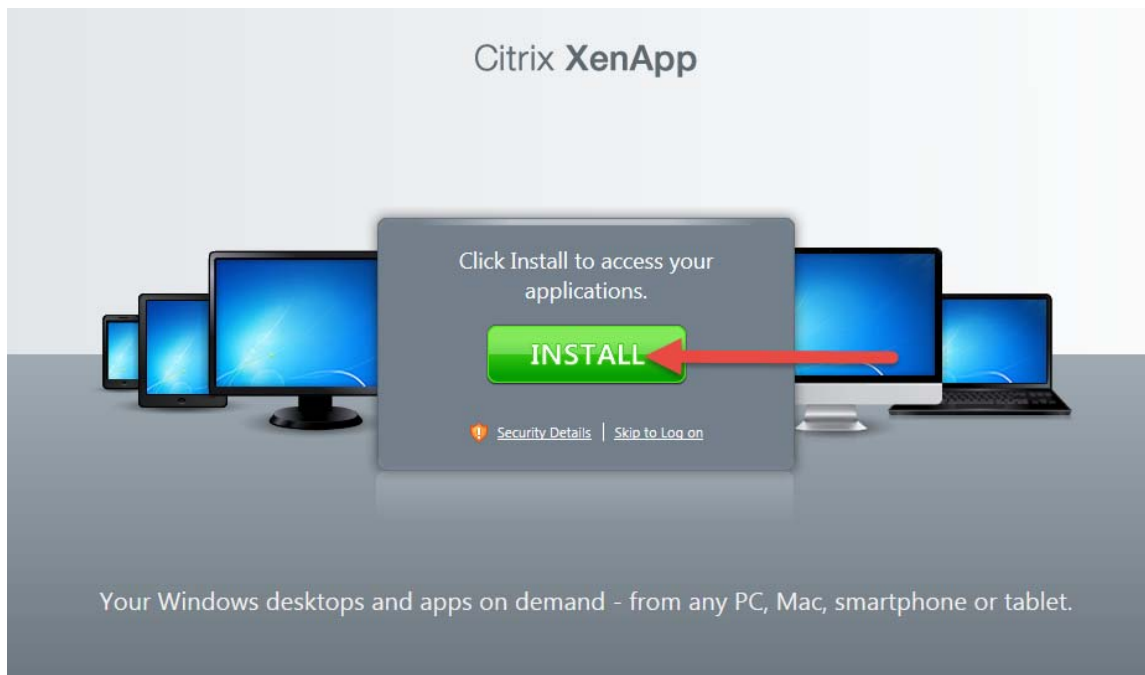 Citrix XenApp
Click Install to access your
applications.
INSTALL
Security Details | Skip to Log on
Your Windows desktops and apps on demand - from any PC, Mac, smartphone or tablet.